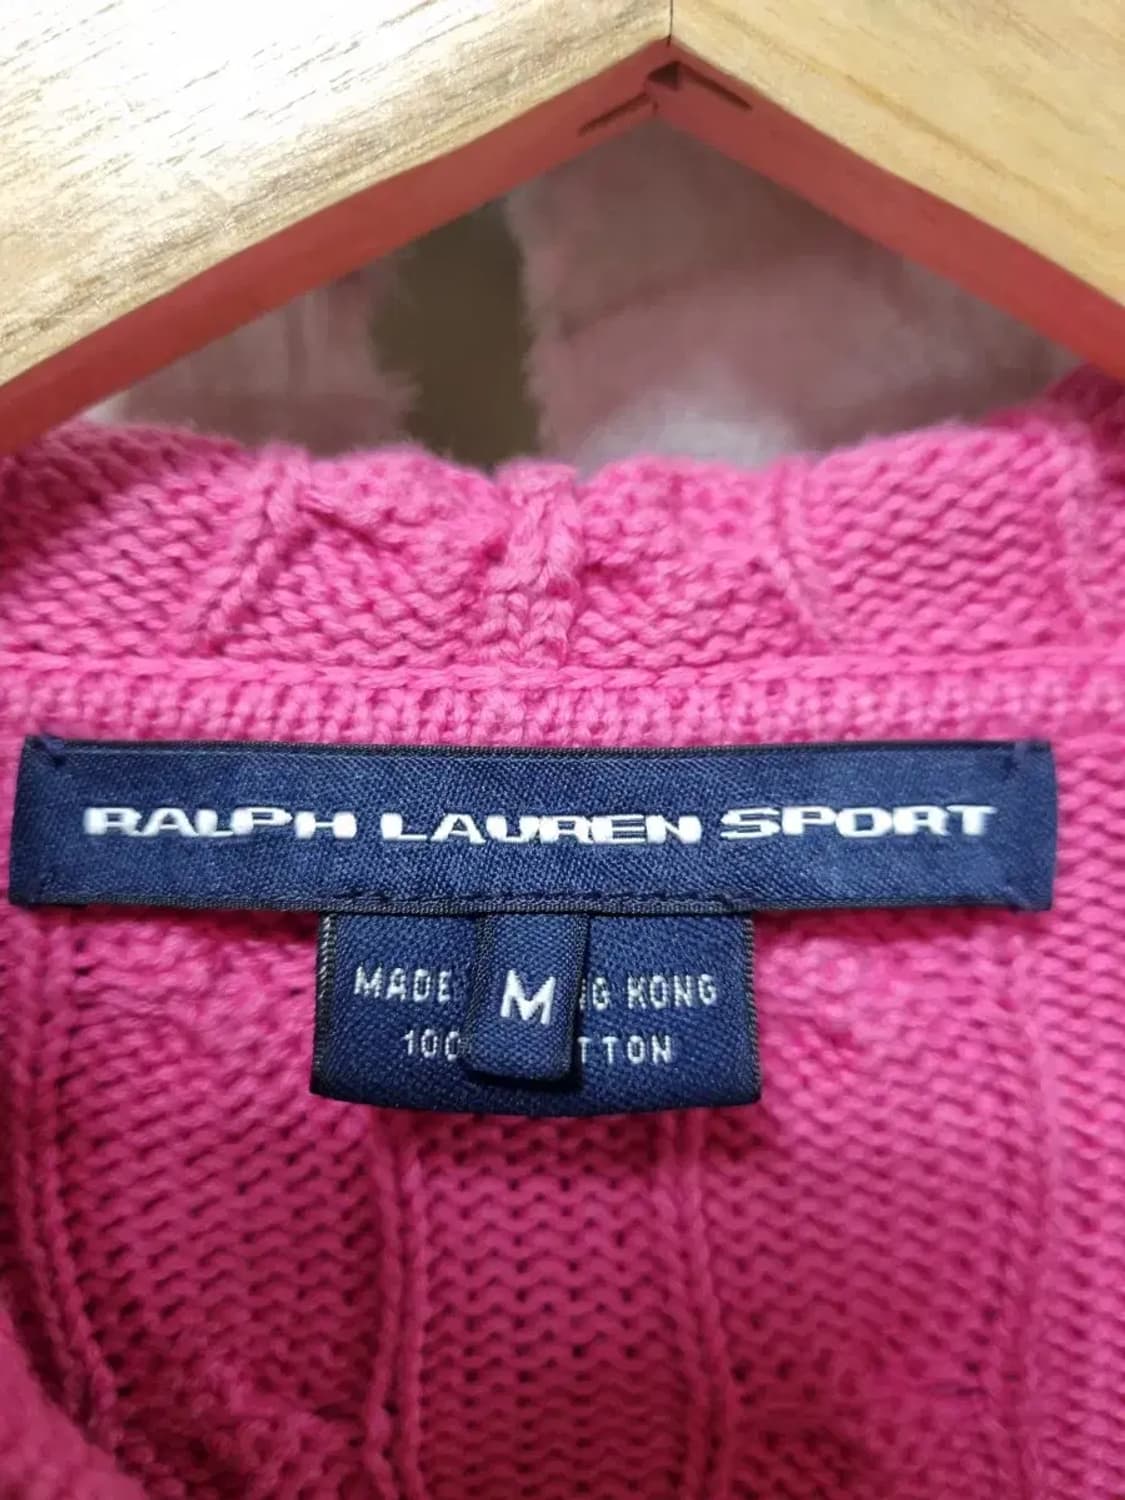 RALPH LAUREN SPORT
MADE M G KONG
100 TTON